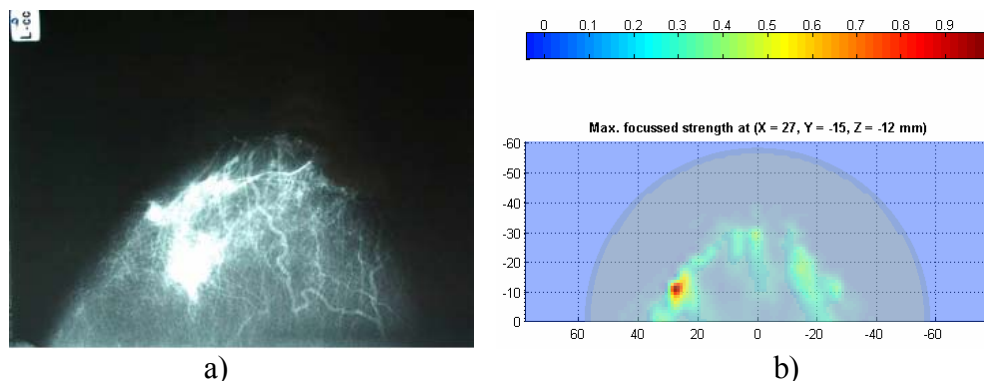 L-CC
0 0.1 0.2 0.3 0.4 0.5 0.6 0.7 0.8 0.9
Max. focussed strength at (X = 27, Y = -15, Z = -12 mm)
-60
-50
-40
-30
-20
-10
0
60 40 20 0 -20 -40 -60
a) b)